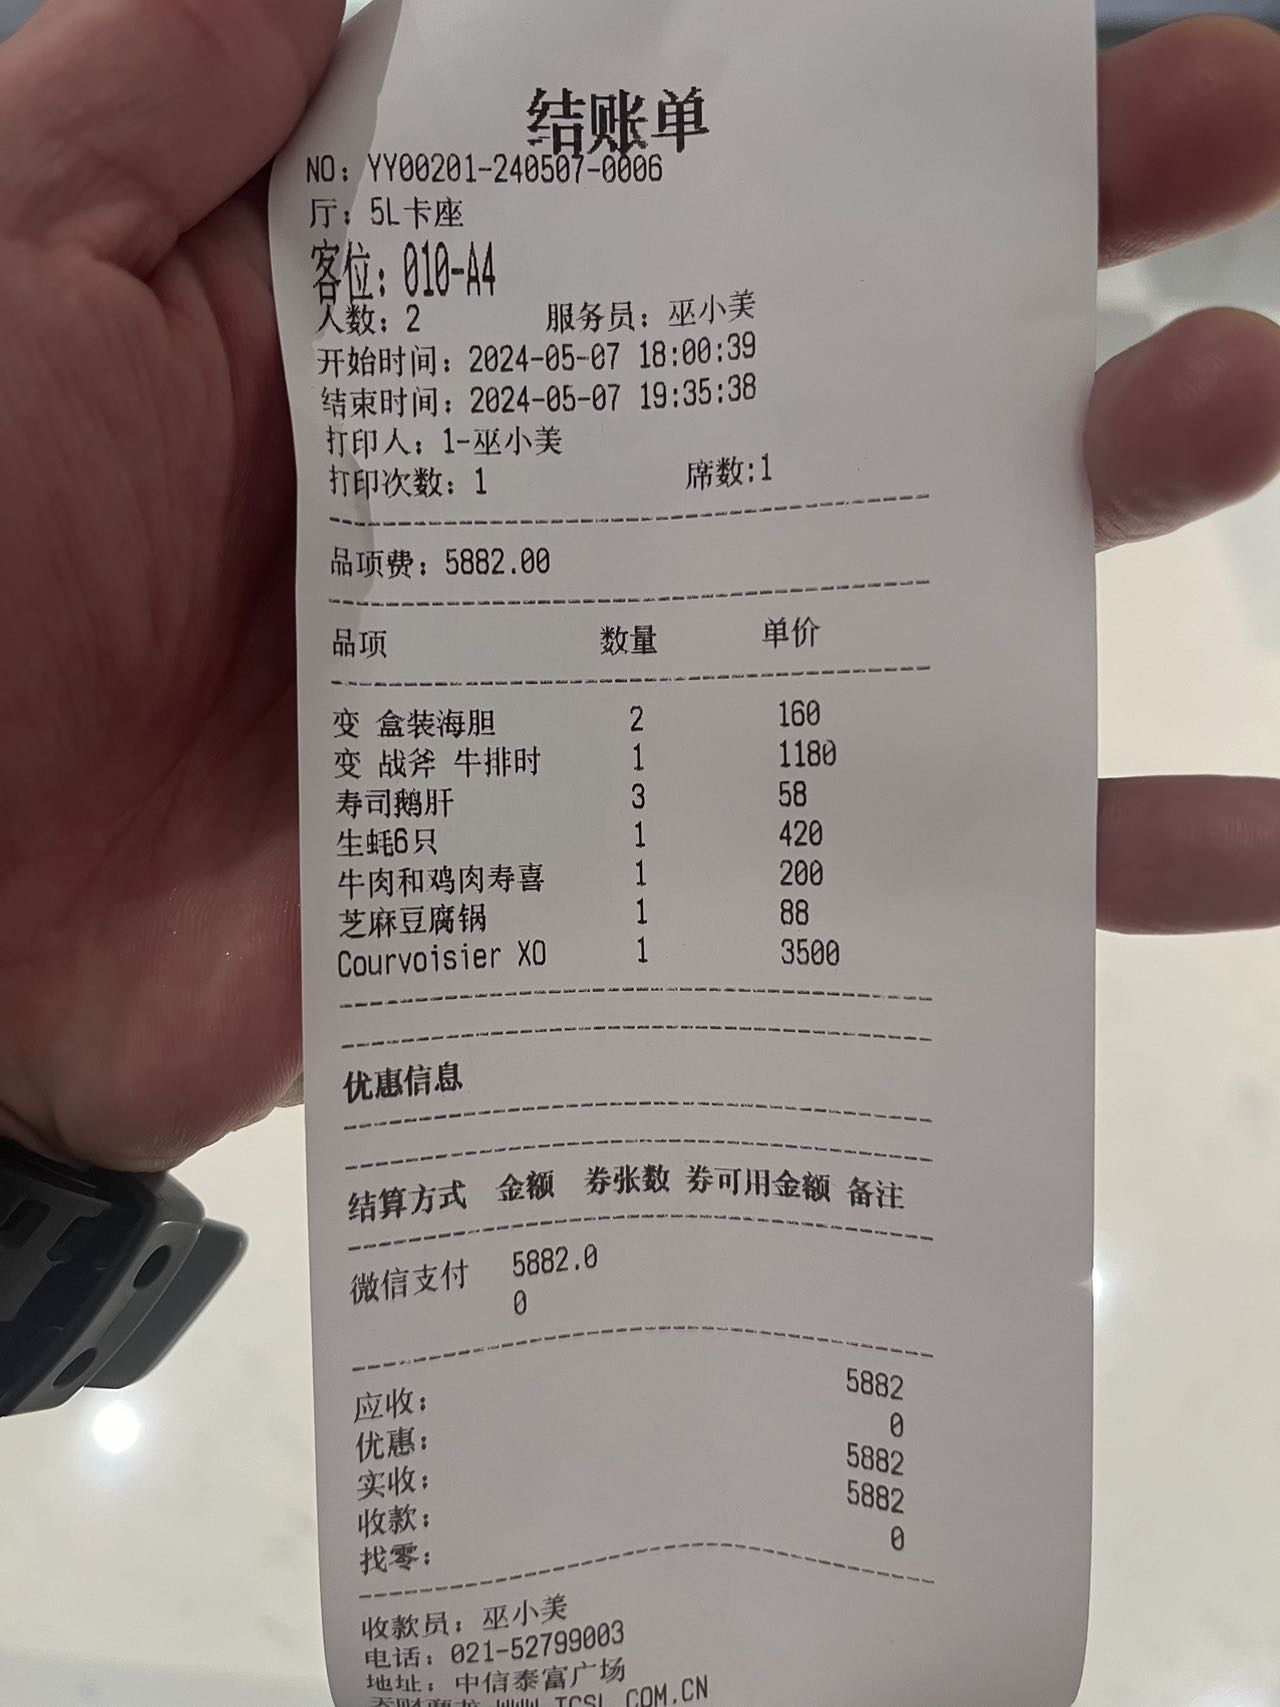 结账单
NO：YY00201-240507-0006
厅：5L卡座
客位：010-A4
人数：2 服务员：巫小美
开始时间：2024-05-07 18:00:39
结束时间：2024-05-07 19:35:38
打印人：1-巫小美
打印次数：1 席数:1
品项费：5882.00
品项 数量 单价
变 盒装海胆 2 160
变 战斧 牛排时 1 1180
寿司鹅肝 3 58
生蚝6只 1 420
牛肉和鸡肉寿喜 1 200
芝麻豆腐锅 1 88
Courvoisier XO 1 3500
优惠信息
结算方式 金额 券张数 券可用金额 备注
微信支付 5882.0
0
应收： 5882
优惠： 0
实收： 5882
收款： 5882
找零： 0
收款员：巫小美
电话：021-52799003
地址：中信泰富广场
WWW.TCSL.COM.CN